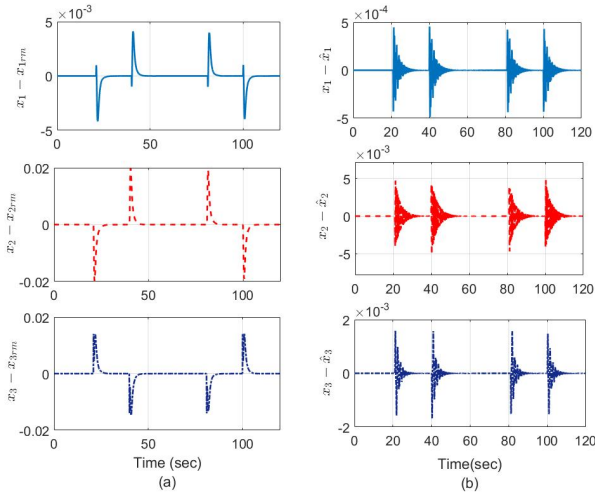 ×10⁻³
5
0
-5
x₁ − x₁rm
0 50 100
0.02
0
-0.02
x₂ − x₂rm
0 50 100
0.02
0
-0.02
x₃ − x₃rm
0 50 100
Time (sec)
(a)
×10⁻⁴
5
0
-5
x₁ − x̂₁
0 20 40 60 80 100 120
×10⁻³
5
0
-5
x₂ − x̂₂
0 20 40 60 80 100 120
×10⁻³
2
0
-2
x₃ − x̂₃
0 20 40 60 80 100 120
Time(sec)
(b)